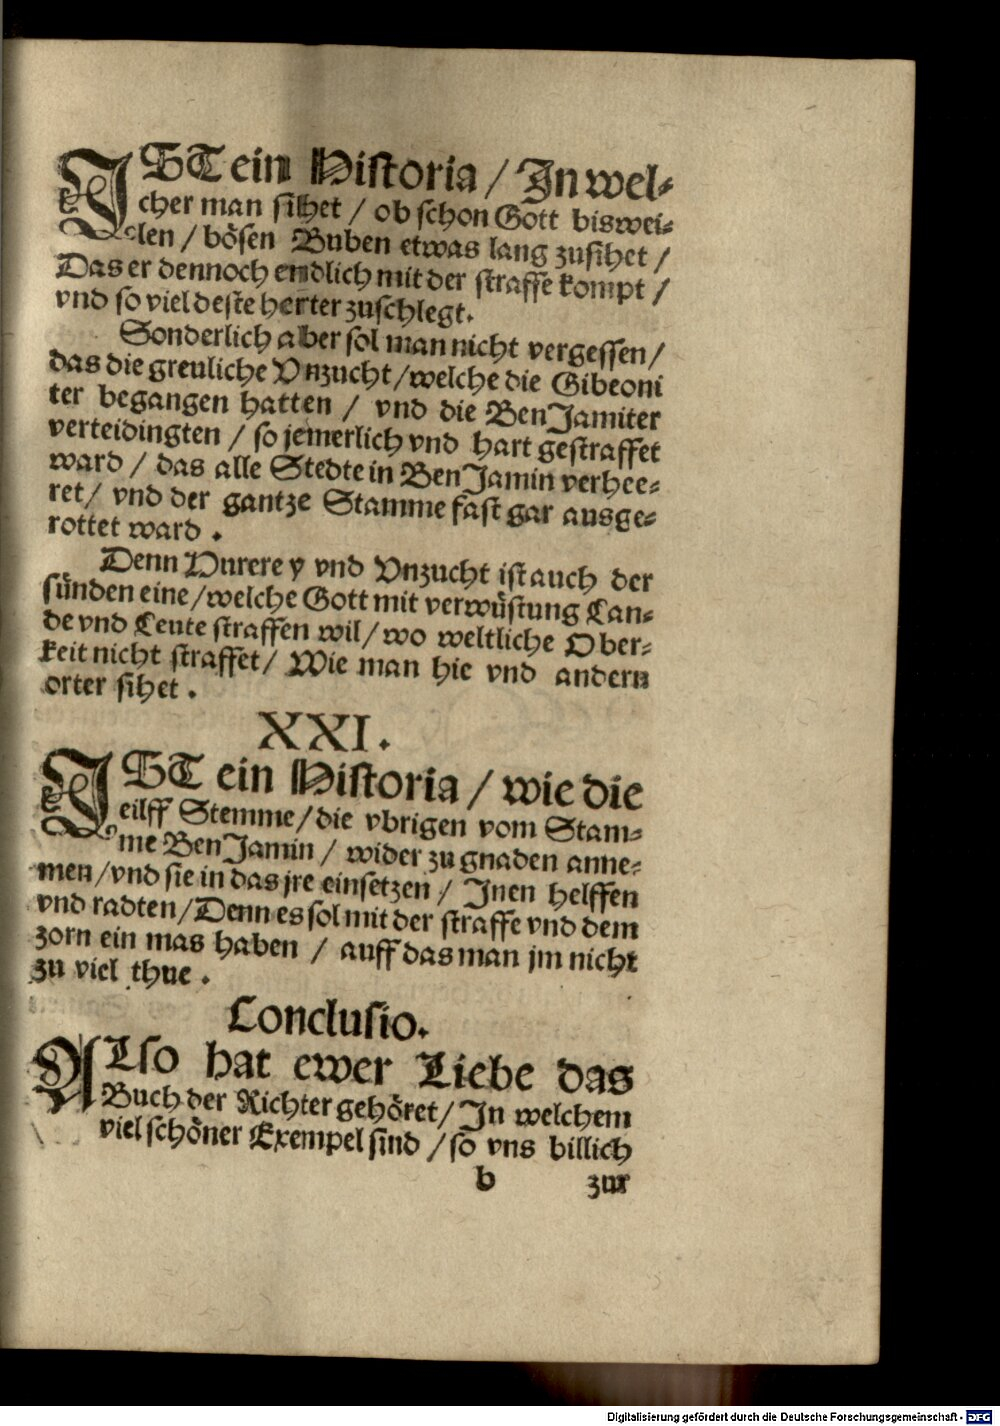 IST ein Historia / In wel-
cher man sihet / ob schon Gott biswei-
len / bösen Buben etwas lang zusihet /
Das er dennoch endlich mit der straffe kompt /
vnd so viel deste herter zuschlegt.
Sonderlich aber sol man nicht vergessen /
das die greuliche Vnzucht / welche die Gibeoni
ter begangen hatten / vnd die BenJamiter
verteidingten / so jemerlich vnd hart gestraffet
ward / das alle Stedte in BenJamin verhee-
ret / vnd der gantze Stamme fast gar ausge-
rottet ward .
Denn Hurerey vnd Vnzucht ist auch der
sünden eine / welche Gott mit verwüstung Lan-
de vnd Leute straffen wil / wo weltliche Ober-
keit nicht straffet / Wie man hie vnd andern
orter sihet .
XXI.
IST ein Historia / wie die
eilff Stemme / die vbrigen vom Stam-
me BenJamin / wider zu gnaden anne-
men / vnd sie in das jre einsetzen / Jnen helffen
vnd radten / Denn es sol mit der straffe vnd dem
zorn ein mas haben / auff das man jm nicht
zu viel thue .
Conclusio.
ALso hat ewer Liebe das
Buch der Richter gehöret / In welchem
viel schöner Exempel sind / so vns billich
b zur
Digitalisierung gefördert durch die Deutsche Forschungsgemeinschaft - DFG